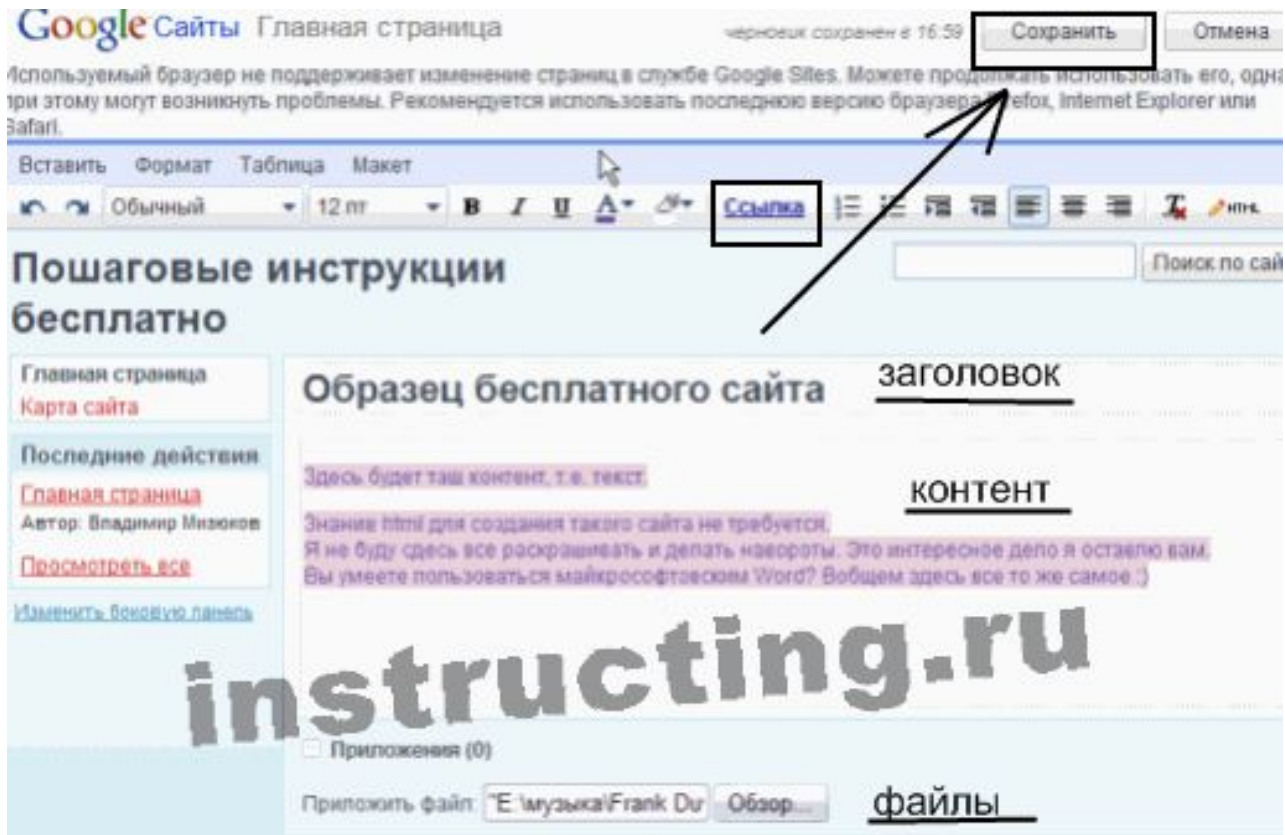 Google Сайты Главная страница
черновик сохранен в 16:59 Сохранить Отмена
Используемый браузер не поддерживает изменение страниц в службе Google Sites. Можете продолжать использовать его, одна
при этому могут возникнуть проблемы. Рекомендуется использовать последнюю версию браузера Firefox, Internet Explorer или
Safari.
Вставить Формат Таблица Макет
Обычный 12 пт B I U A Ссылка HTML
Пошаговые инструкции
бесплатно
Поиск по сай
Главная страница
Карта сайта
Последние действия
Главная страница
Автор: Владимир Мизюков
Просмотреть все
Изменить боковую панель
Образец бесплатного сайта
заголовок
Здесь будет таш контент, т.е. текст.
контент
Знание html для создания такого сайта не требуется.
Я не буду сдесь все раскрашивать и делать навороты. Это интересное дело я оставлю вам.
Вы умеете пользоваться майкрософтовским Word? Вобщем здесь все то же самое :)
instructing.ru
Приложения (0)
Приложить файл: "E:\музыка\Frank Du Обзор...
файлы